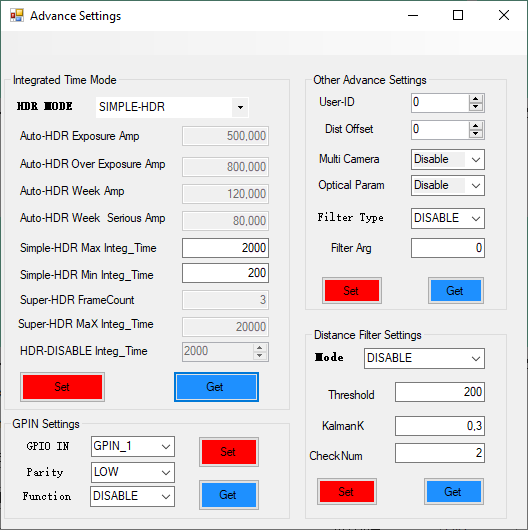 Advance Settings
Integrated Time Mode
HDR MODE SIMPLE-HDR
Auto-HDR Exposure Amp 500,000
Auto-HDR Over Exposure Amp 800,000
Auto-HDR Week Amp 120,000
Auto-HDR Week Serious Amp 80,000
Simple-HDR Max Integ_Time 2000
Simple-HDR Min Integ_Time 200
Super-HDR FrameCount 3
Super-HDR MaX Integ_Time 20000
HDR-DISABLE Integ_Time 2000
Set Get
GPIN Settings
GPIO IN GPIN_1
Parity LOW
Function DISABLE
Set
Get
Other Advance Settings
User-ID 0
Dist Offset 0
Multi Camera Disable
Optical Param Disable
Filter Type DISABLE
Filter Arg 0
Set Get
Distance Filter Settings
Mode DISABLE
Threshold 200
KalmanK 0,3
CheckNum 2
Set Get